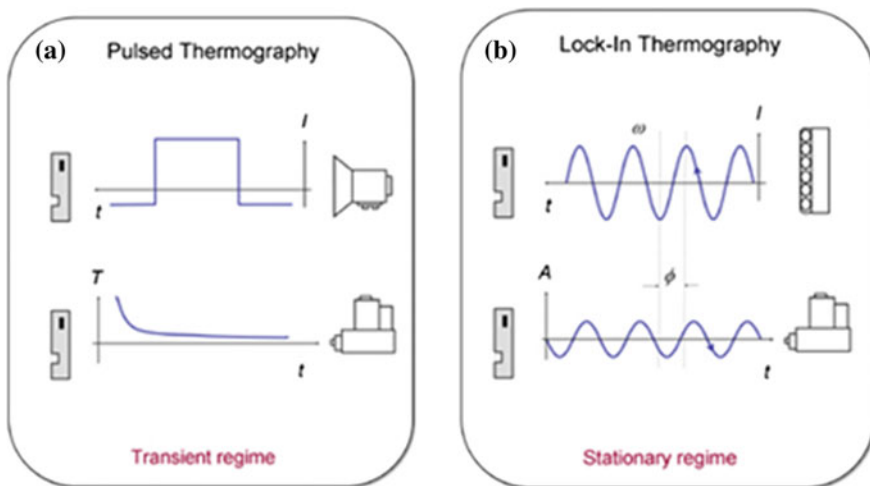 (a)
Pulsed Thermography
I
t
T
t
Transient regime
(b)
Lock-In Thermography
ω
I
t
A
ϕ
t
Stationary regime